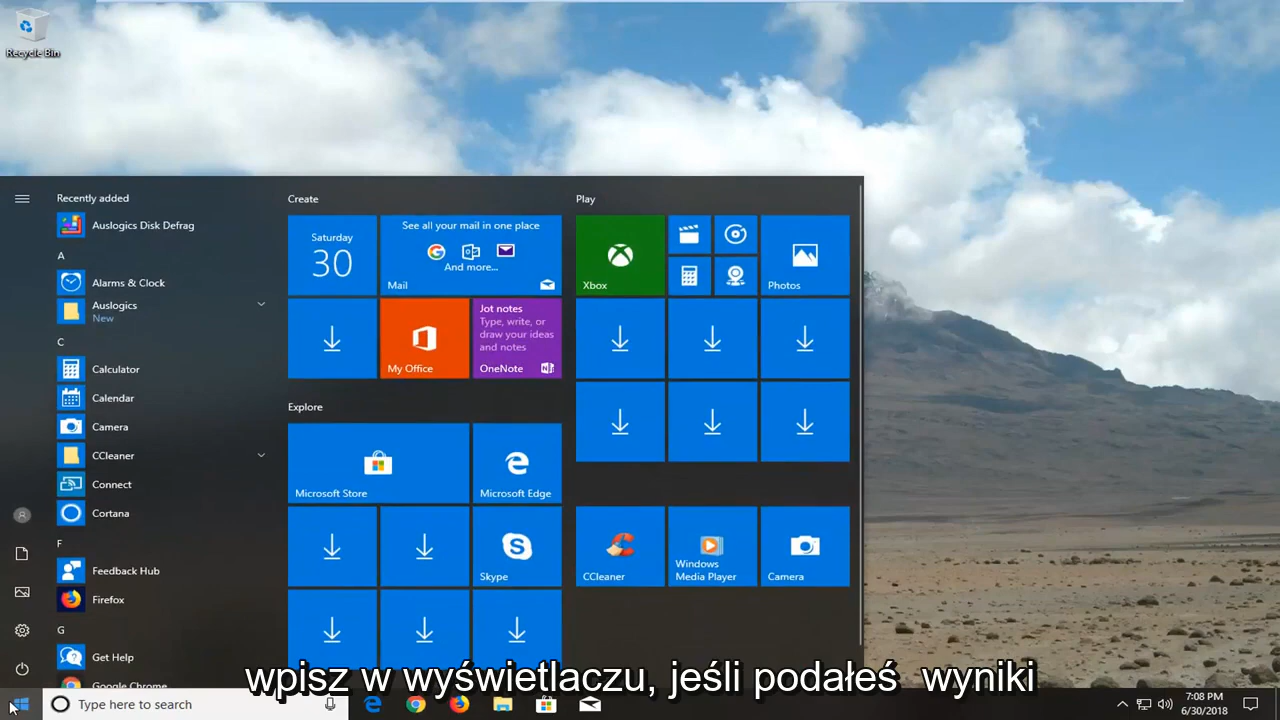 Recycle Bin
Recently added
Auslogics Disk Defrag
A
Alarms & Clock
Auslogics
New
C
Calculator
Calendar
Camera
CCleaner
Connect
Cortana
F
Feedback Hub
Firefox
G
Get Help
Google Chrome
Create
Saturday
30
See all your mail in one place
And more...
Mail
My Office
Jot notes
Type, write, or
draw your ideas
and notes
OneNote
Explore
Microsoft Store
Microsoft Edge
Skype
Play
Xbox
Photos
CCleaner
Windows
Media Player
Camera
wpisz w wyświetlaczu, jeśli podałeś wyniki
Type here to search
7:08 PM
6/30/2018